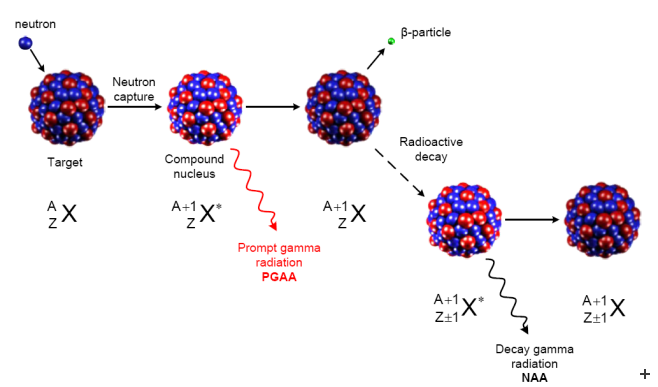 neutron
β-particle
Neutron
capture
Radioactive
decay
Target
Compound
nucleus
A
Z X
A+1
Z X*
A+1
Z X
Prompt gamma
radiation
PGAA
A+1
Z±1 X*
A+1
Z±1 X
Decay gamma
radiation
NAA
+